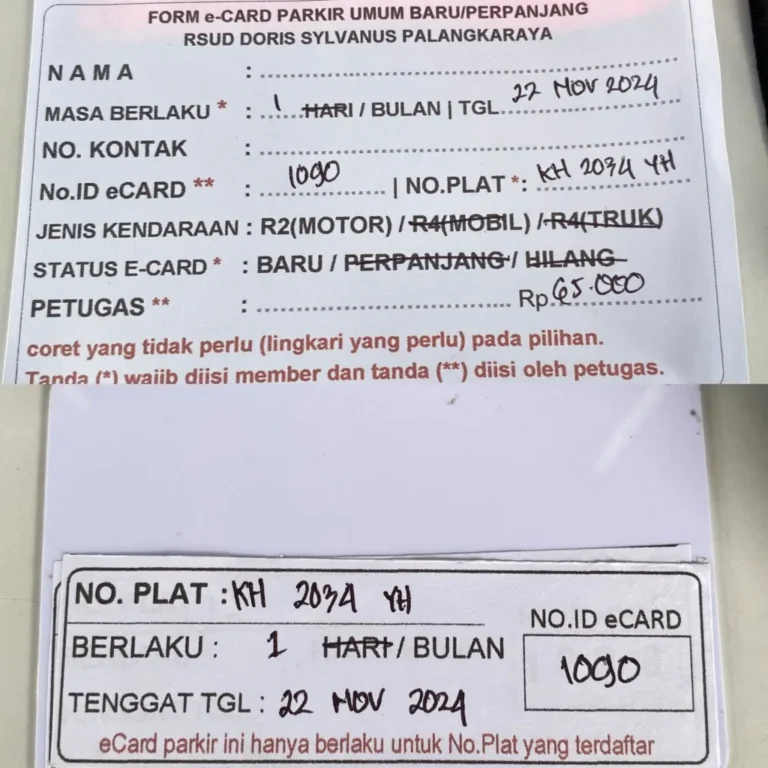 FORM e-CARD PARKIR UMUM BARU/PERPANJANG
RSUD DORIS SYLVANUS PALANGKARAYA
NAMA :
MASA BERLAKU * : 1 HARI / BULAN | TGL 22 NOV 2024
NO. KONTAK :
No.ID eCARD ** : 1090 | NO.PLAT *: KH 2034 YH
JENIS KENDARAAN : R2(MOTOR) / R4(MOBIL) / R4(TRUK)
STATUS E-CARD * : BARU / PERPANJANG / HILANG
PETUGAS ** : Rp. 65.000
coret yang tidak perlu (lingkari yang perlu) pada pilihan.
Tanda (*) wajib diisi member dan tanda (**) diisi oleh petugas.
NO. PLAT : KH 2034 YH
NO.ID eCARD
BERLAKU : 1 HARI / BULAN
1090
TENGGAT TGL : 22 NOV 2024
eCard parkir ini hanya berlaku untuk No.Plat yang terdaftar